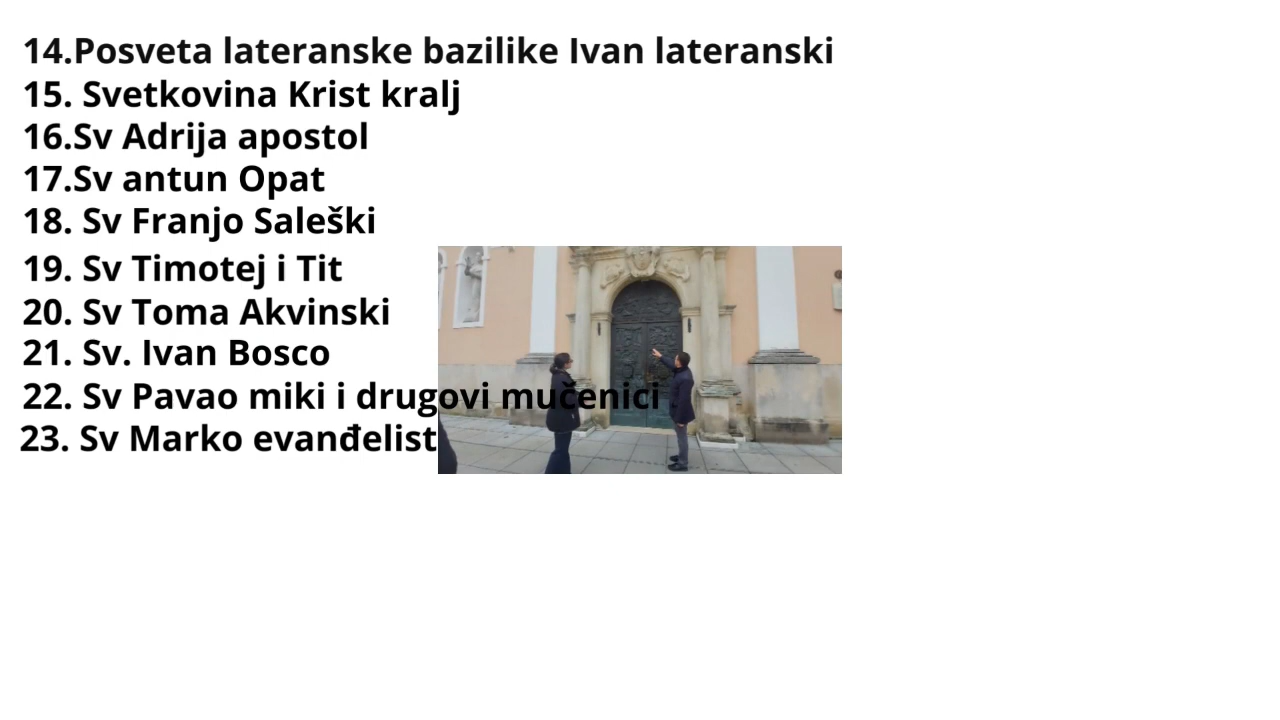 14.Posveta lateranske bazilike Ivan lateranski
15. Svetkovina Krist kralj
16.Sv Adrija apostol
17.Sv antun Opat
18. Sv Franjo Saleški
19. Sv Timotej i Tit
20. Sv Toma Akvinski
21. Sv. Ivan Bosco
22. Sv Pavao miki i drugovi mučenici
23. Sv Marko evanđelist